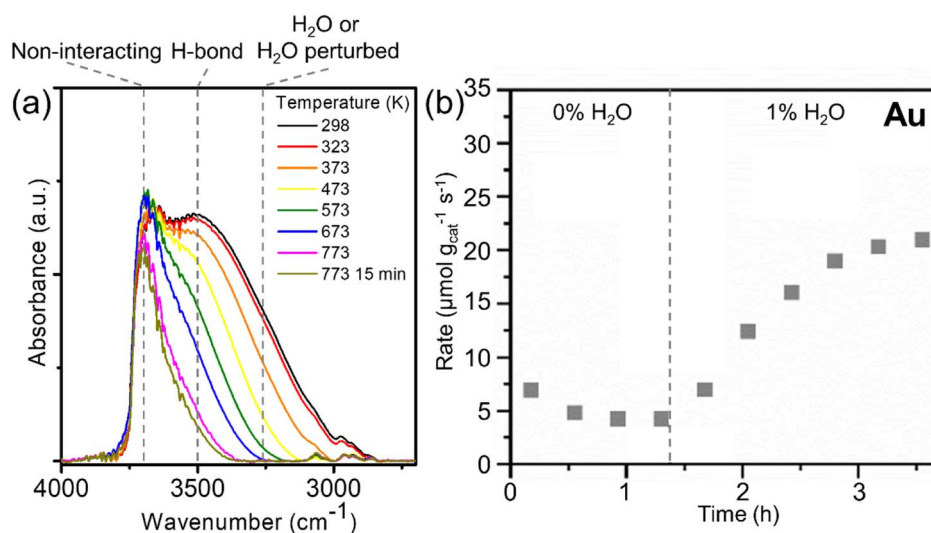 H₂O or
Non-interacting H-bond H₂O perturbed
(a)
Temperature (K)
298
323
373
473
573
673
773
773 15 min
Absorbance (a.u.)
4000 3500 3000
Wavenumber (cm⁻¹)
(b)
0% H₂O 1% H₂O Au
35
30
25
20
15
10
5
0
Rate (μmol g_cat⁻¹ s⁻¹)
0 1 2 3
Time (h)